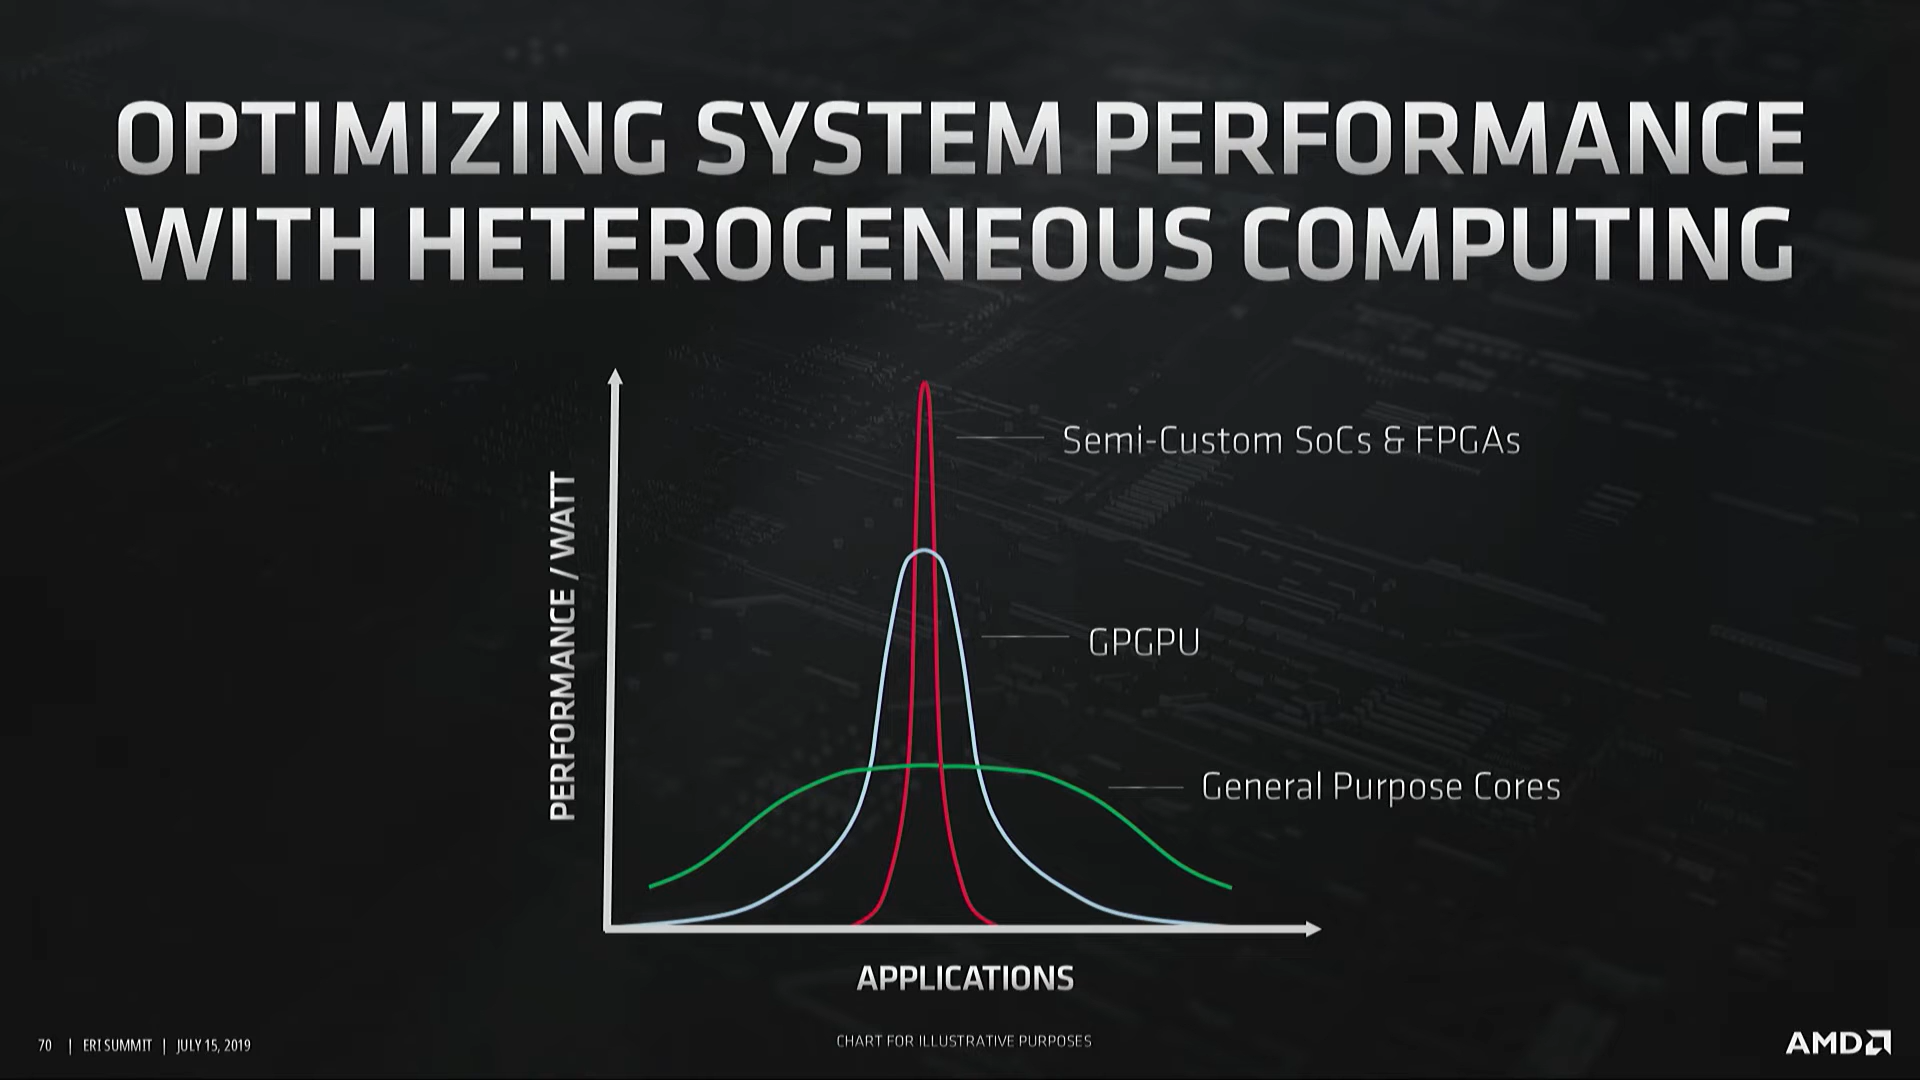 OPTIMIZING SYSTEM PERFORMANCE
WITH HETEROGENEOUS COMPUTING
PERFORMANCE / WATT
Semi-Custom SoCs & FPGAs
GPGPU
General Purpose Cores
APPLICATIONS
70 | ERI SUMMIT | JULY 15, 2019
CHART FOR ILLUSTRATIVE PURPOSES
AMD